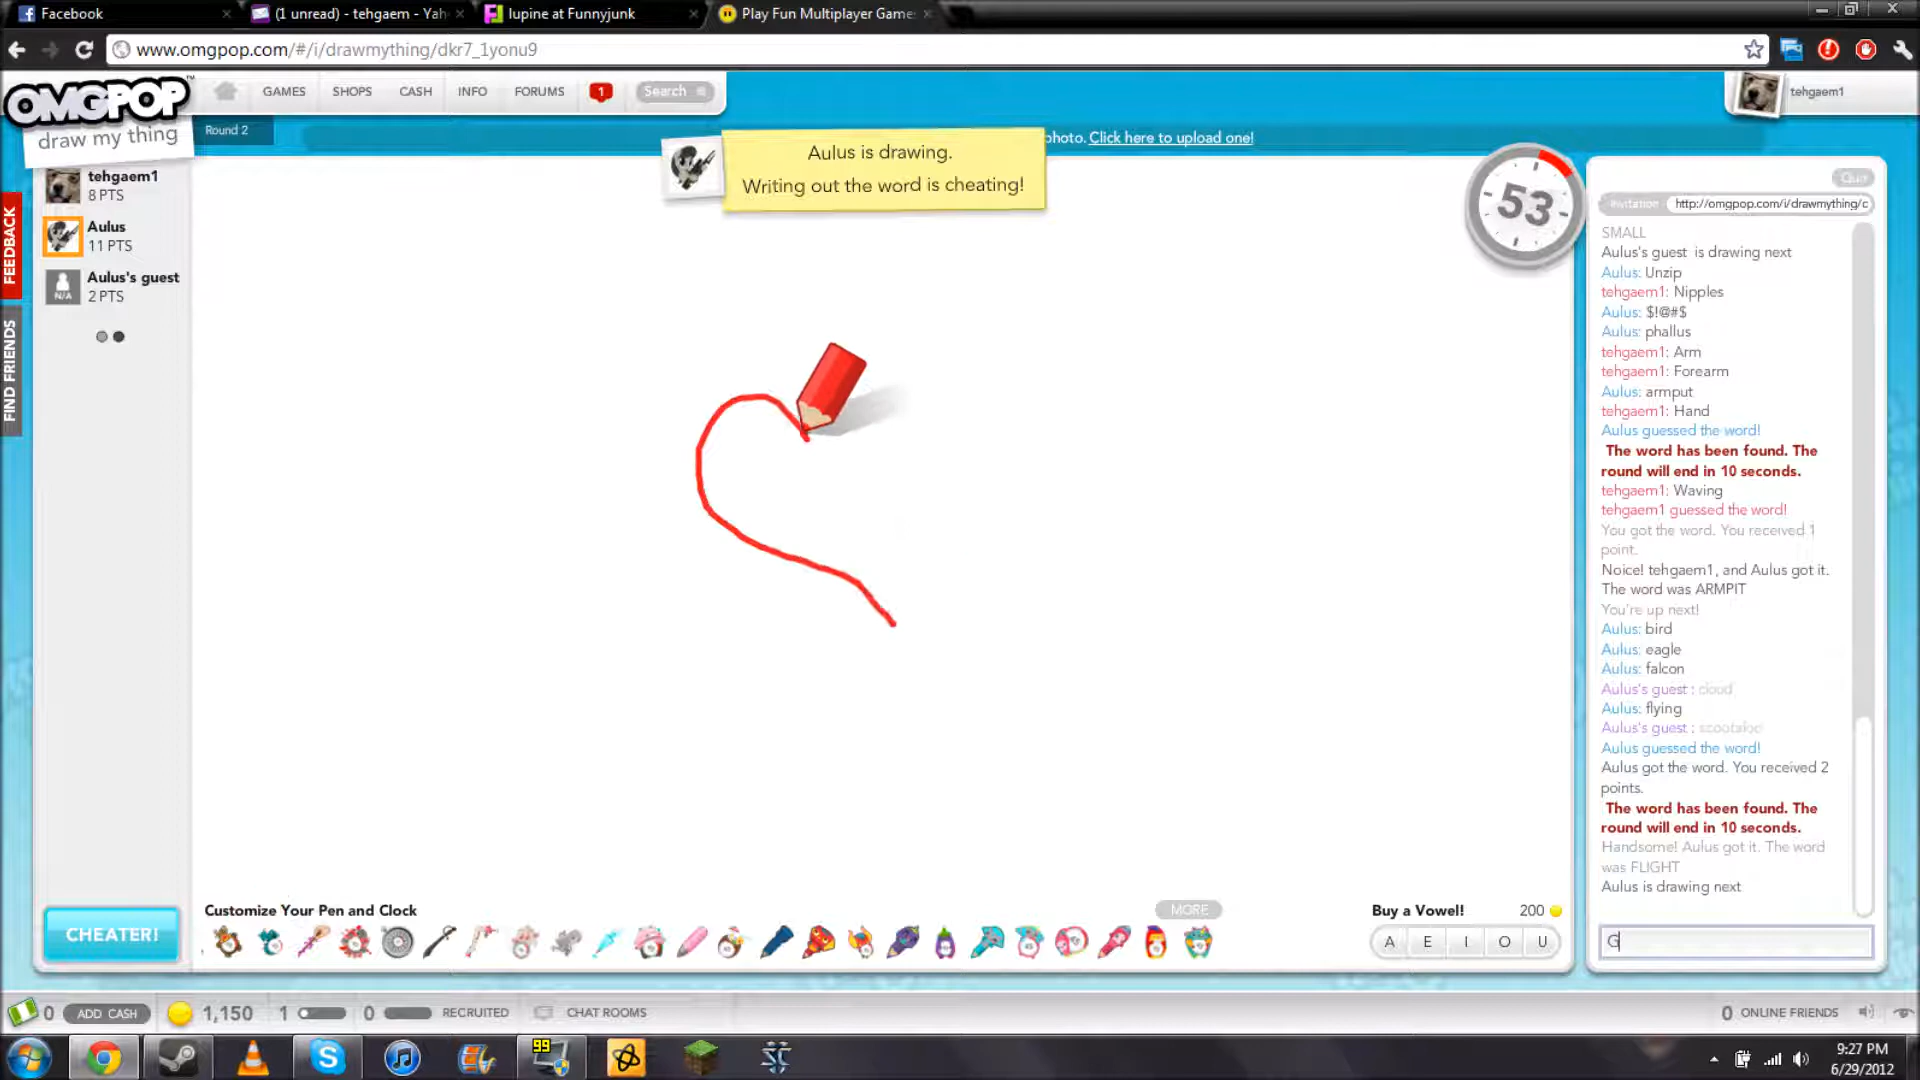 Facebook
(1 unread) - tehgaem - Yah
lupine at Funnyjunk
Play Fun Multiplayer Game
www.omgpop.com/#/i/drawmything/dkr7_1yonu9
OMGPOP
draw my thing
GAMES SHOPS CASH INFO FORUMS 1 Search
tehgaem1
Round 2
photo. Click here to upload one!
Aulus is drawing.
Writing out the word is cheating!
53
FEEDBACK
FIND FRIENDS
tehgaem1
8 PTS
Aulus
11 PTS
Aulus's guest
2 PTS
N/A
Quit
Invitation http://omgpop.com/i/drawmything/c
SMALL
Aulus's guest is drawing next
Aulus: Unzip
tehgaem1: Nipples
Aulus: $!@#$
Aulus: phallus
tehgaem1: Arm
tehgaem1: Forearm
Aulus: armput
tehgaem1: Hand
Aulus guessed the word!
The word has been found. The
round will end in 10 seconds.
tehgaem1: Waving
tehgaem1 guessed the word!
You got the word. You received 1
point.
Noice! tehgaem1, and Aulus got it.
The word was ARMPIT
You're up next!
Aulus: bird
Aulus: eagle
Aulus: falcon
Aulus's guest : cloud
Aulus: flying
Aulus's guest :
Aulus guessed the word!
Aulus got the word. You received 2
points.
The word has been found. The
round will end in 10 seconds.
Handsome! Aulus got it. The word
was FLIGHT
Aulus is drawing next
G
CHEATER!
Customize Your Pen and Clock
MORE
Buy a Vowel! 200
A E I O U
0 ADD CASH 1,150 1 0 RECRUITED CHAT ROOMS
0 ONLINE FRIENDS
99
9:27 PM
6/29/2012